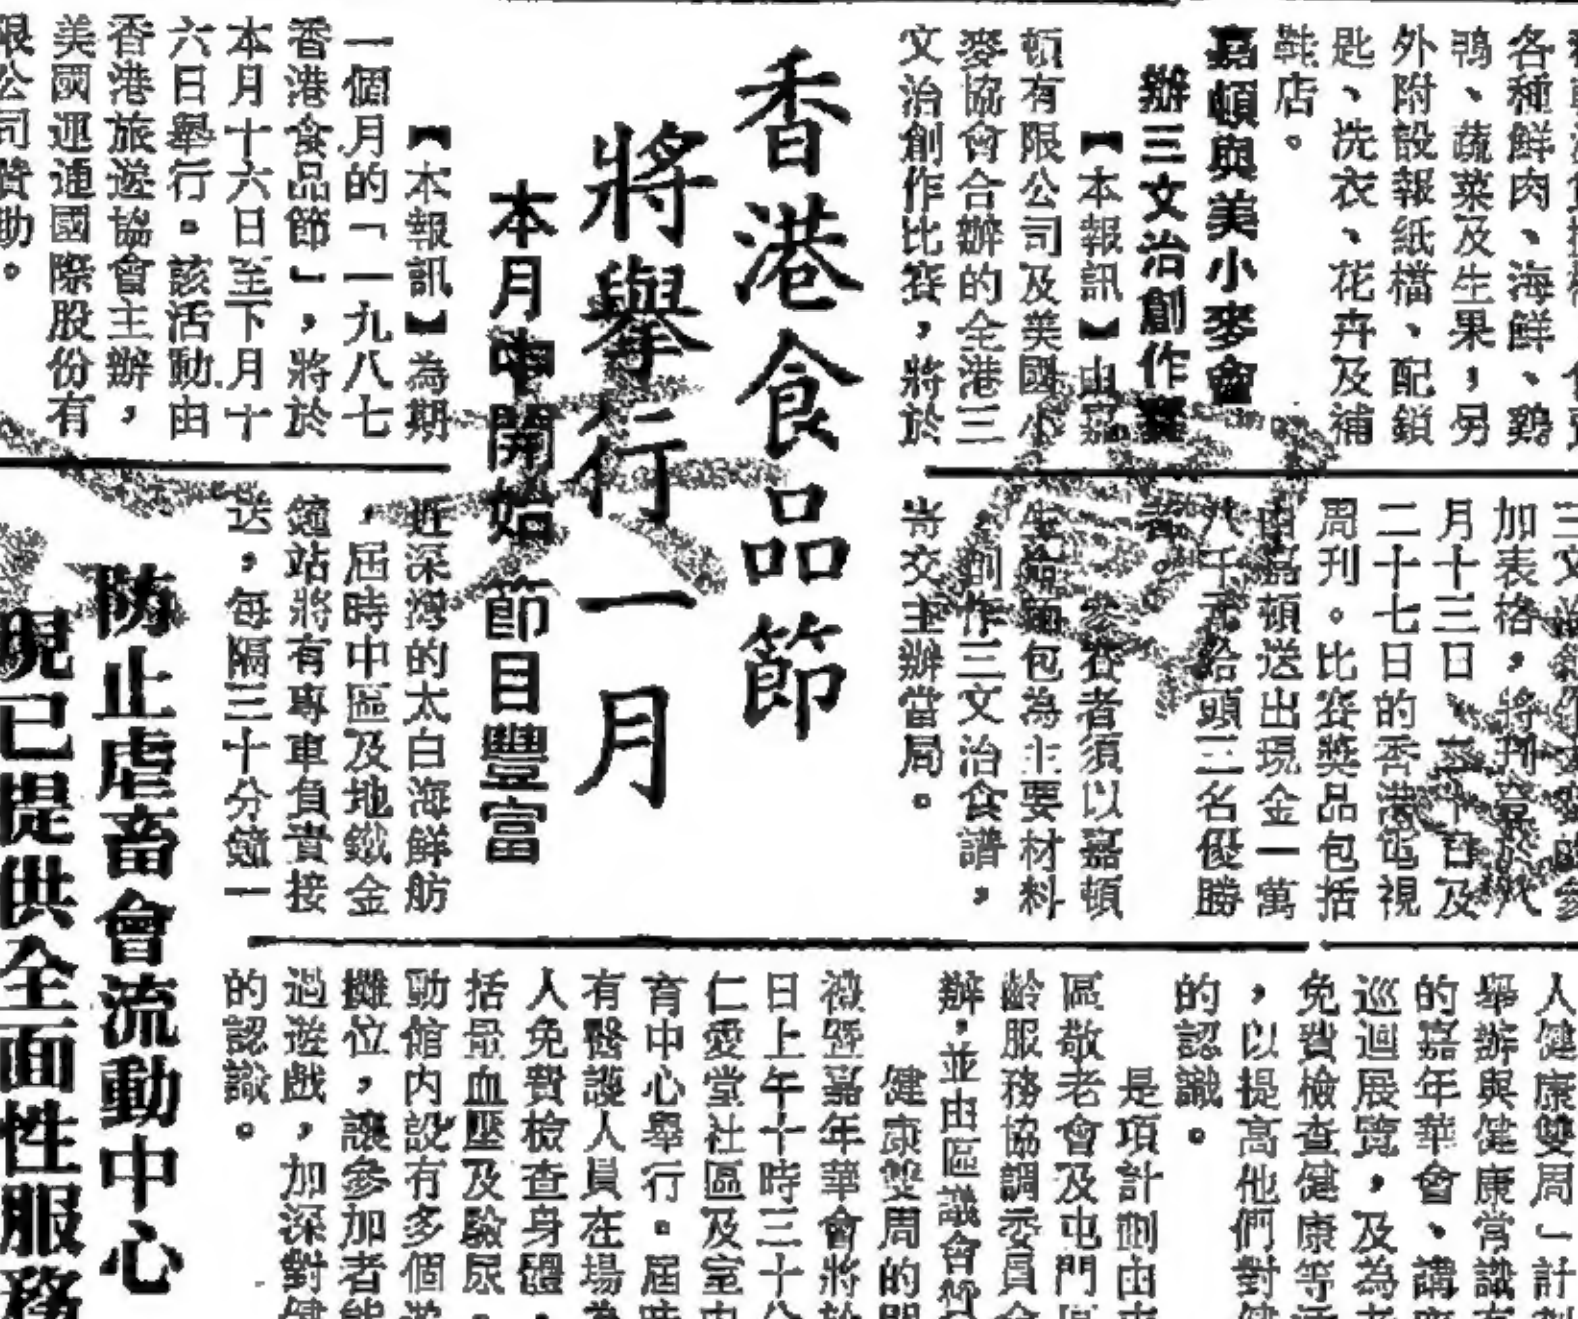 各種鮮肉、海鮮、鷄
鴨、蔬菜及生果，另
外附設報紙檔、配鎖
匙、洗衣、花卉及補
鞋店。
嘉頓與美小麥會
辦三文治創作賽
【本報訊】由嘉
頓有限公司及美國小
麥協會合辦的全港三
文治創作比賽，將於
加表格，將刊登於八
月十三日、二十日及
二十七日的香港電視
周刊。比賽獎品包括
由嘉頓送出現金一萬
八千元給頭三名優勝
者。
參賽者須以嘉頓
生命麵包為主要材料
，創作三文治食譜，
寄交主辦當局。
香港食品節
將舉行一月
本月中開始 節目豐富
【本報訊】為期
一個月的「一九八七
香港食品節」，將於
本月十六日至下月十
六日舉行。該活動由
香港旅遊協會主辦，
美國運通國際股份有
限公司贊助。
近深灣的太白海鮮舫
，屆時中區及地鐵金
鐘站將有專車負責接
送，每隔三十分鐘一
防止虐畜會流動中心
現已提供全面性服務
人健康雙周」計劃
舉辦與健康常識有
的嘉年華會、講座
巡迴展覽，及為老
免費檢查健康等活
，以提高他們對健
的認識。
是項計劃由
區敬老會及屯門區
齡服務協調委員會
辦，並由區議會贊
健康雙周的開
禮暨嘉年華會將於
日上午十時三十分
仁愛堂社區及室內
育中心舉行。屆時
有醫護人員在場為
人免費檢查身體，
括量血壓及驗尿。
動館內設有多個遊
攤位，讓參加者能
過遊戲，加深對健
的認識。